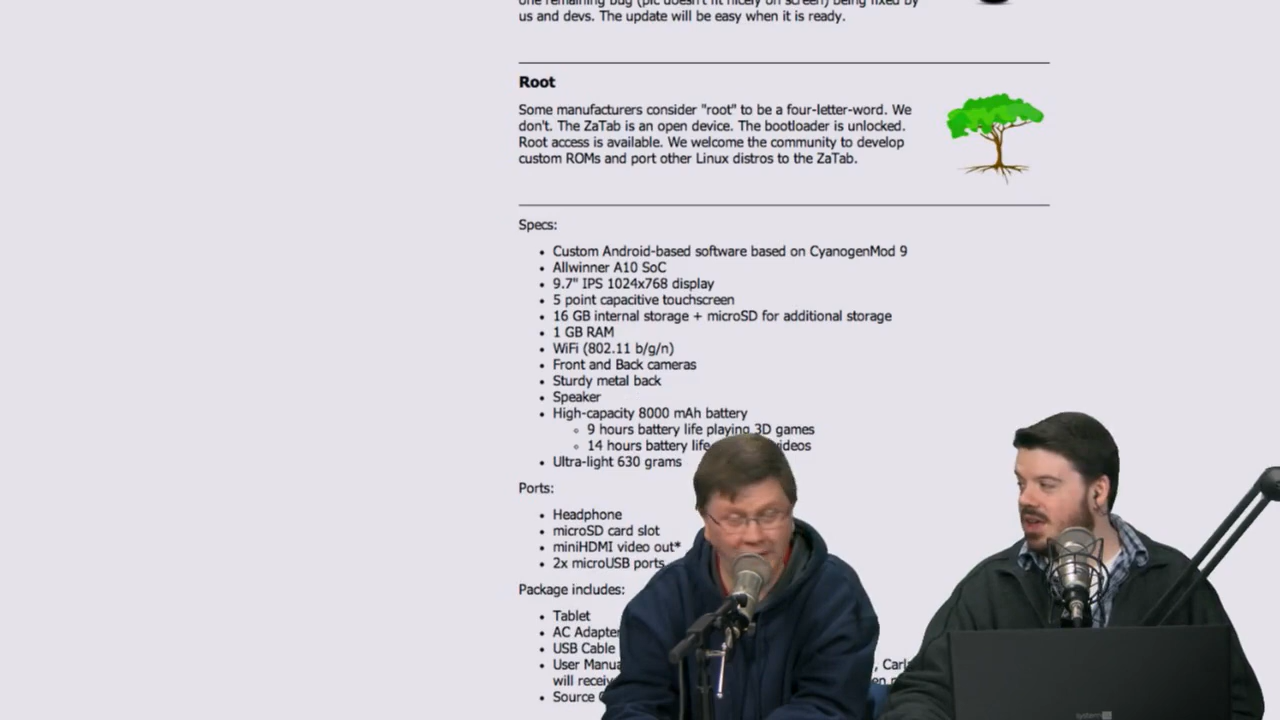 one remaining bug (pic doesn't fit nicely on screen) being fixed by
us and devs. The update will be easy when it is ready.
Root
Some manufacturers consider "root" to be a four-letter-word. We
don't. The ZaTab is an open device. The bootloader is unlocked.
Root access is available. We welcome the community to develop
custom ROMs and port other Linux distros to the ZaTab.
Specs:
• Custom Android-based software based on CyanogenMod 9
• Allwinner A10 SoC
• 9.7" IPS 1024x768 display
• 5 point capacitive touchscreen
• 16 GB internal storage + microSD for additional storage
• 1 GB RAM
• WiFi (802.11 b/g/n)
• Front and Back cameras
• Sturdy metal back
• Speaker
• High-capacity 8000 mAh battery
◦ 9 hours battery life playing 3D games
◦ 14 hours battery life videos
• Ultra-light 630 grams
Ports:
• Headphone
• microSD card slot
• miniHDMI video out*
• 2x microUSB ports
Package includes:
• Tablet
• AC Adapter
• USB Cable
• User
will
• Source